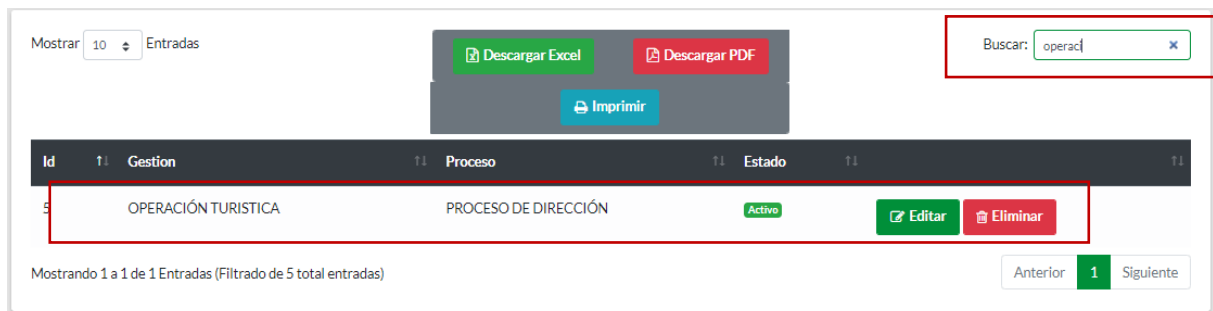 Mostrar 10 Entradas
Descargar Excel Descargar PDF
Imprimir
Buscar: operaci
Id Gestion Proceso Estado
5 OPERACIÓN TURISTICA PROCESO DE DIRECCIÓN Activo Editar Eliminar
Mostrando 1 a 1 de 1 Entradas (Filtrado de 5 total entradas)
Anterior 1 Siguiente